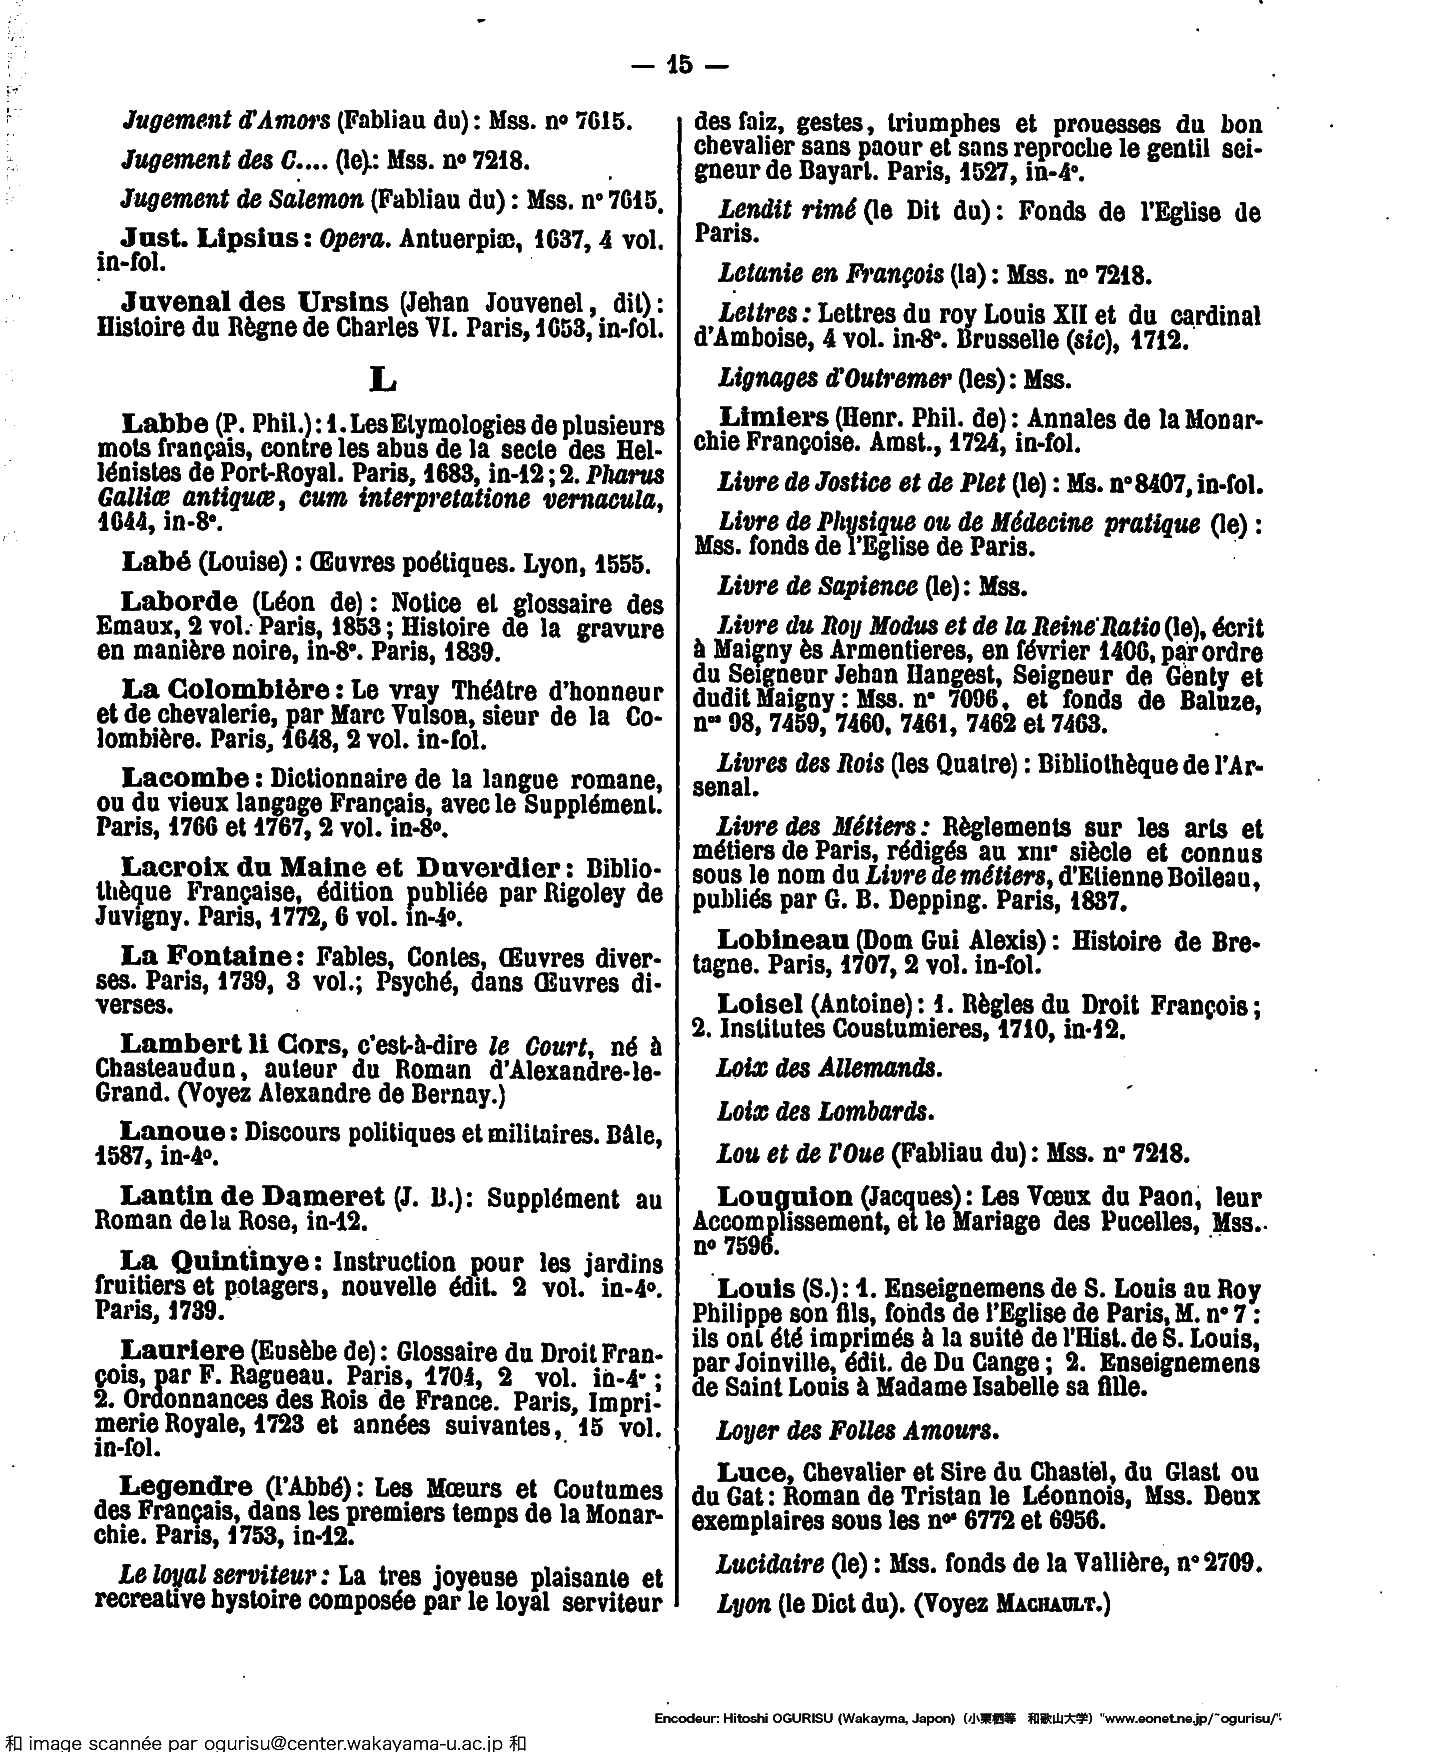 — 15 —
Jugement d'Amors (Fabliau du) : Mss. nº 7615.
Jugement des C.... (le) : Mss. nº 7218.
Jugement de Salemon (Fabliau du) : Mss. nº 7615.
Just. Lipsius : Opera. Antuerpiæ, 1637, 4 vol.
in-fol.
Juvenal des Ursins (Jehan Jouvenel, dit) :
Histoire du Règne de Charles VI. Paris, 1653, in-fol.
L
Labbe (P. Phil.) : 1. Les Etymologies de plusieurs
mots français, contre les abus de la secte des Hel-
lénistes de Port-Royal. Paris, 1683, in-12 ; 2. Pharus
Galliæ antiquæ, cum interpretatione vernacula,
1644, in-8º.
Labé (Louise) : Œuvres poétiques. Lyon, 1555.
Laborde (Léon de) : Notice et glossaire des
Emaux, 2 vol. Paris, 1853 ; Histoire de la gravure
en manière noire, in-8º. Paris, 1839.
La Colombière : Le vray Théâtre d'honneur
et de chevalerie, par Marc Vulson, sieur de la Co-
lombière. Paris, 1648, 2 vol. in-fol.
Lacombe : Dictionnaire de la langue romane,
ou du vieux langage Français, avec le Supplément.
Paris, 1766 et 1767, 2 vol. in-8º.
Lacroix du Maine et Duverdier : Biblio-
thèque Française, édition publiée par Rigoley de
Juvigny. Paris, 1772, 6 vol. in-4º.
La Fontaine : Fables, Contes, Œuvres diver-
ses. Paris, 1739, 3 vol.; Psyché, dans Œuvres di-
verses.
Lambert li Cors, c'est-à-dire le Court, né à
Chasteaudun, auteur du Roman d'Alexandre-le-
Grand. (Voyez Alexandre de Bernay.)
Lanoue : Discours politiques et militaires. Bâle,
1587, in-4º.
Lantin de Dameret (J. B.) : Supplément au
Roman de la Rose, in-12.
La Quintinye : Instruction pour les jardins
fruitiers et potagers, nouvelle édit. 2 vol. in-4º.
Paris, 1739.
Lauriere (Eusèbe de) : Glossaire du Droit Fran-
çois, par F. Ragueau. Paris, 1704, 2 vol. in-4º ;
2. Ordonnances des Rois de France. Paris, Impri-
merie Royale, 1723 et années suivantes, 15 vol.
in-fol.
Legendre (l'Abbé) : Les Mœurs et Coutumes
des Français, dans les premiers temps de la Monar-
chie. Paris, 1753, in-12.
Le loyal serviteur : La tres joyeuse plaisante et
recreative hystoire composée par le loyal serviteur
des faiz, gestes, triumphes et prouesses du bon
chevalier sans paour et sans reproche le gentil sei-
gneur de Bayart. Paris, 1527, in-4º.
Lendit rimé (le Dit du) : Fonds de l'Eglise de
Paris.
Letanie en François (la) : Mss. nº 7218.
Lettres : Lettres du roy Louis XII et du cardinal
d'Amboise, 4 vol. in-8º. Brusselle (sic), 1712.
Lignages d'Outremer (les) : Mss.
Limiers (Henr. Phil. de) : Annales de la Monar-
chie Françoise. Amst., 1724, in-fol.
Livre de Jostice et de Plet (le) : Ms. nº 8407, in-fol.
Livre de Physique ou de Médecine pratique (le) :
Mss. fonds de l'Eglise de Paris.
Livre de Sapience (le) : Mss.
Livre du Roy Modus et de la Reine Ratio (le), écrit
à Maigny ès Armentieres, en février 1406, par ordre
du Seigneur Jehan Hangest, Seigneur de Genty et
dudit Maigny : Mss. nº 7096, et fonds de Baluze,
nos 98, 7459, 7460, 7461, 7462 et 7463.
Livres des Rois (les Quatre) : Bibliothèque de l'Ar-
senal.
Livre des Métiers : Règlements sur les arts et
métiers de Paris, rédigés au XIIIe siècle et connus
sous le nom du Livre de métiers, d'Etienne Boileau,
publiés par G. B. Depping. Paris, 1837.
Lobineau (Dom Gui Alexis) : Histoire de Bre-
tagne. Paris, 1707, 2 vol. in-fol.
Loisel (Antoine) : 1. Règles du Droit François ;
2. Institutes Coustumieres, 1710, in-12.
Loix des Allemands.
Loix des Lombards.
Lou et de l'Oue (Fabliau du) : Mss. nº 7218.
Louguion (Jacques) : Les Vœux du Paon, leur
Accomplissement, et le Mariage des Pucelles, Mss.
nº 7596.
Louis (S.) : 1. Enseignemens de S. Louis au Roy
Philippe son fils, fonds de l'Eglise de Paris, M. nº 7 :
ils ont été imprimés à la suite de l'Hist. de S. Louis,
par Joinville, édit. de Du Cange ; 2. Enseignemens
de Saint Louis à Madame Isabelle sa fille.
Loyer des Folles Amours.
Luce, Chevalier et Sire du Chastel, du Glast ou
du Gat : Roman de Tristan le Léonnois, Mss. Deux
exemplaires sous les nos 6772 et 6956.
Lucidaire (le) : Mss. fonds de la Vallière, nº 2709.
Lyon (le Dict du). (Voyez MACHAULT.)
Encodeur: Hitoshi OGURISU (Wakayma, Japon) (小栗栖等 和歌山大学) "www.eonet.ne.jp/~ogurisu/"
和 image scannée par ogurisu@center.wakayama-u.ac.jp 和